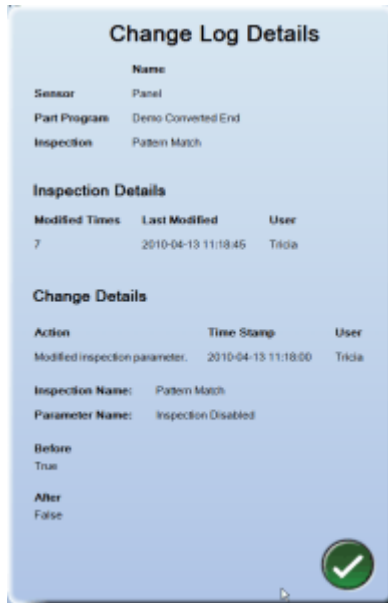 Change Log Details
Name
Sensor Panel
Part Program Demo Converted End
Inspection Pattern Match
Inspection Details
Modified Times Last Modified User
7 2010-04-13 11:18:45 Tricia
Change Details
Action Time Stamp User
Modified inspection parameter. 2010-04-13 11:18:00 Tricia
Inspection Name: Pattern Match
Parameter Name: Inspection Disabled
Before
True
After
False